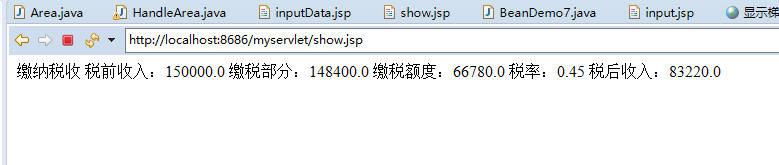 Area.java HandleArea.java inputData.jsp show.jsp BeanDemo7.java input.jsp 显示梯
http://localhost:8686/myservlet/show.jsp
缴纳税收 税前收入：150000.0 缴税部分：148400.0 缴税额度：66780.0 税率：0.45 税后收入：83220.0